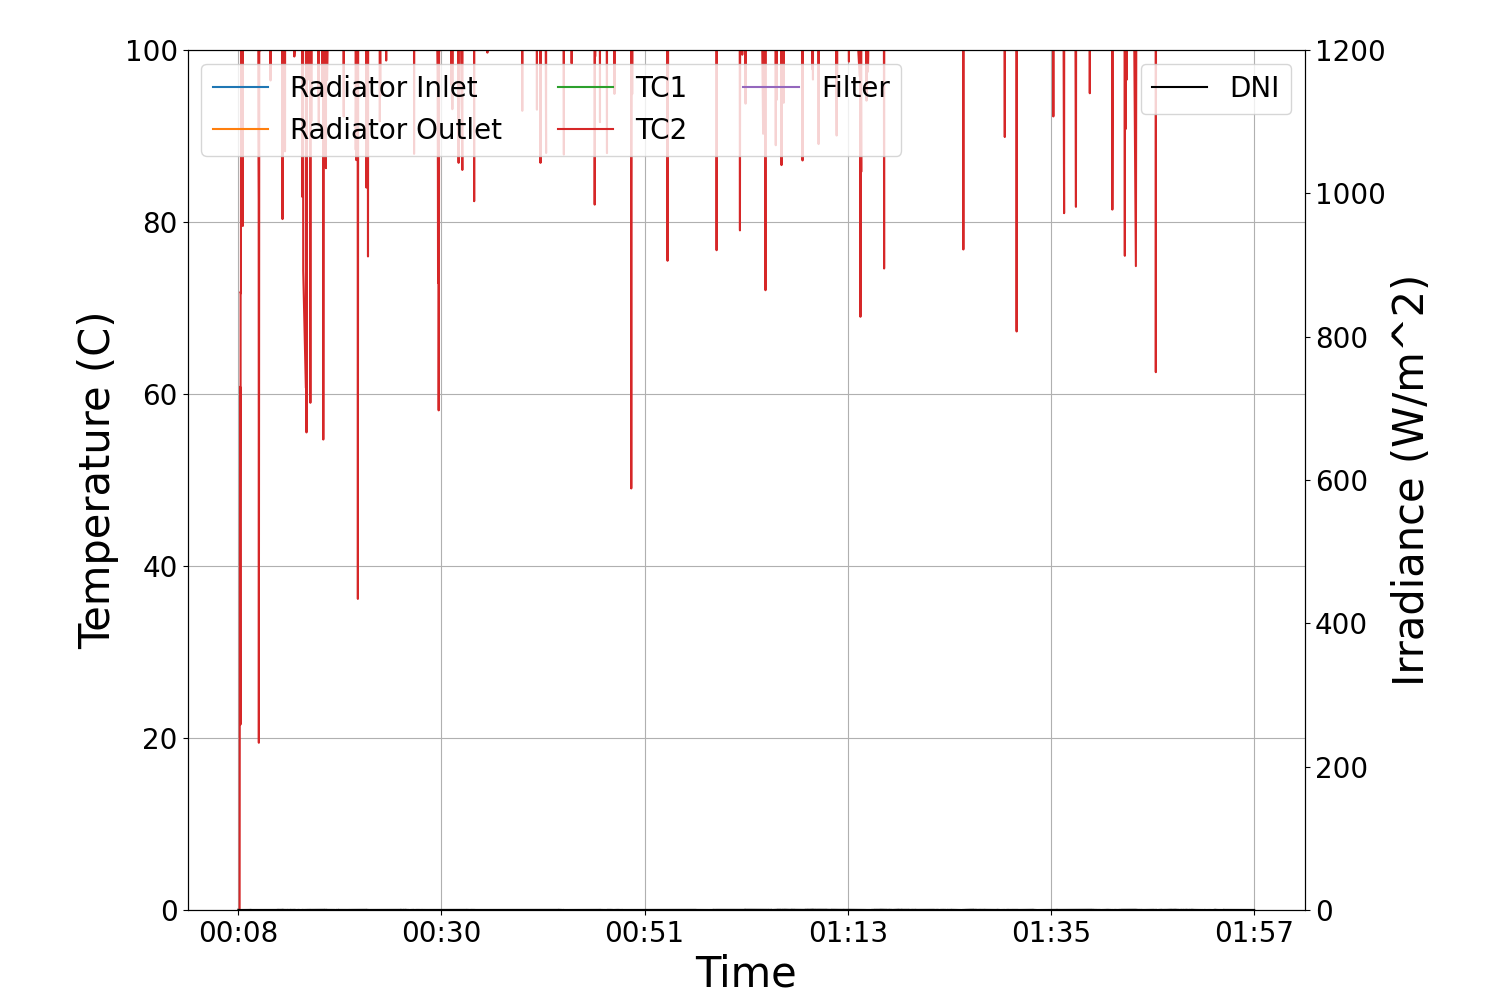 100
80
60
40
20
0
Temperature (C)
Radiator Inlet
Radiator Outlet
TC1
TC2
Filter
DNI
1200
1000
800
600
400
200
0
Irradiance (W/m^2)
00:08 00:30 00:51 01:13 01:35 01:57
Time